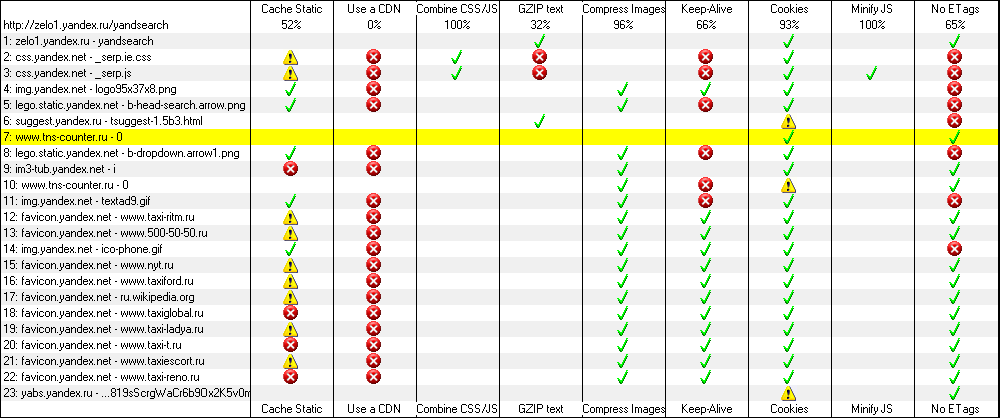 Cache Static Use a CDN Combine CSS/JS GZIP text Compress Images Keep-Alive Cookies Minify JS No ETags
http://zelo1.yandex.ru/yandsearch 52% 0% 100% 32% 96% 66% 93% 100% 65%
1: zelo1.yandex.ru - yandsearch
2: css.yandex.net - _serp.ie.css
3: css.yandex.net - _serp.js
4: img.yandex.net - logo95x37x8.png
5: lego.static.yandex.net - b-head-search.arrow.png
6: suggest.yandex.ru - tsuggest-1.5b3.html
7: www.tns-counter.ru - 0
8: lego.static.yandex.net - b-dropdown.arrow1.png
9: im3-tub.yandex.net - i
10: www.tns-counter.ru - 0
11: img.yandex.net - textad9.gif
12: favicon.yandex.net - www.taxi-ritm.ru
13: favicon.yandex.net - www.500-50-50.ru
14: img.yandex.net - ico-phone.gif
15: favicon.yandex.net - www.nyt.ru
16: favicon.yandex.net - www.taxiford.ru
17: favicon.yandex.net - ru.wikipedia.org
18: favicon.yandex.net - www.taxiglobal.ru
19: favicon.yandex.net - www.taxi-ladya.ru
20: favicon.yandex.net - www.taxi-t.ru
21: favicon.yandex.net - www.taxiescort.ru
22: favicon.yandex.net - www.taxi-reno.ru
23: yabs.yandex.ru - ...819sScrgWaCr6b9Ox2K5v0m
Cache Static Use a CDN Combine CSS/JS GZIP text Compress Images Keep-Alive Cookies Minify JS No ETags